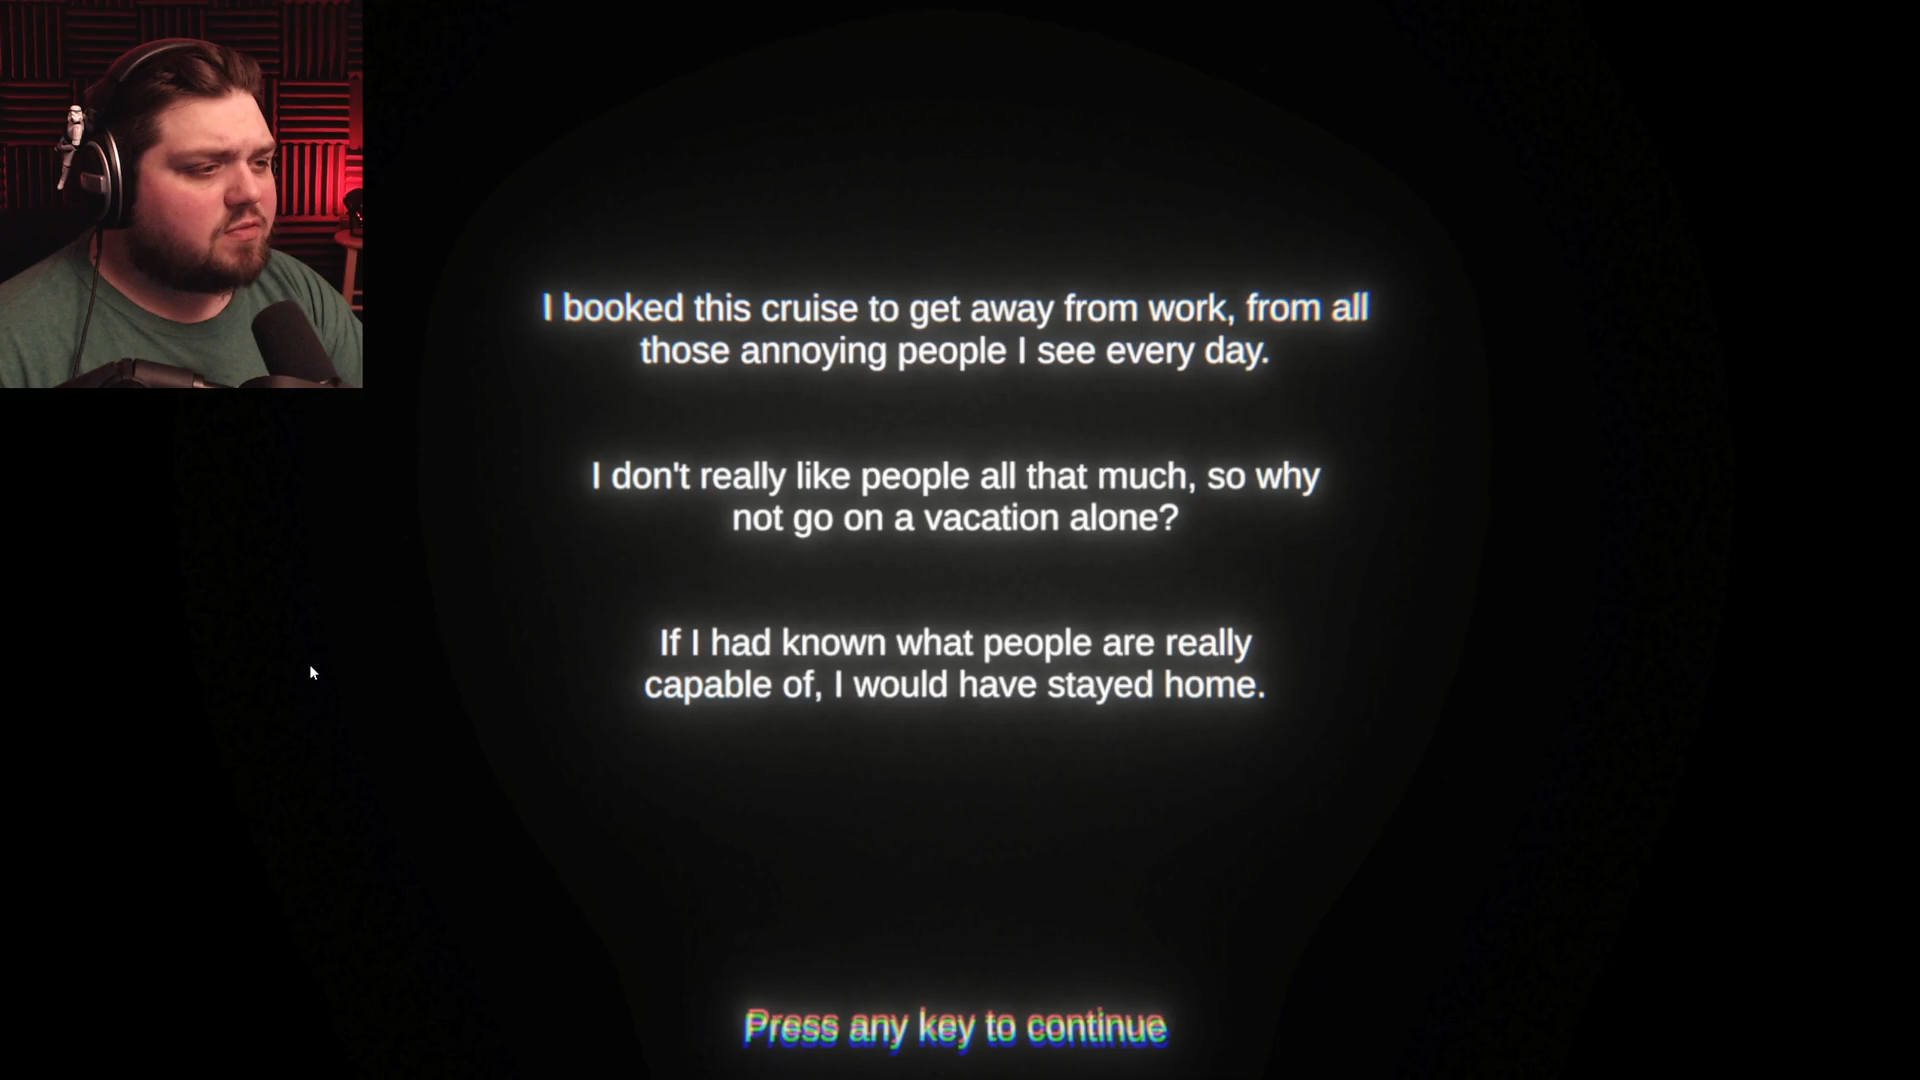 I booked this cruise to get away from work, from all
those annoying people I see every day.
I don't really like people all that much, so why
not go on a vacation alone?
If I had known what people are really
capable of, I would have stayed home.
Press any key to continue